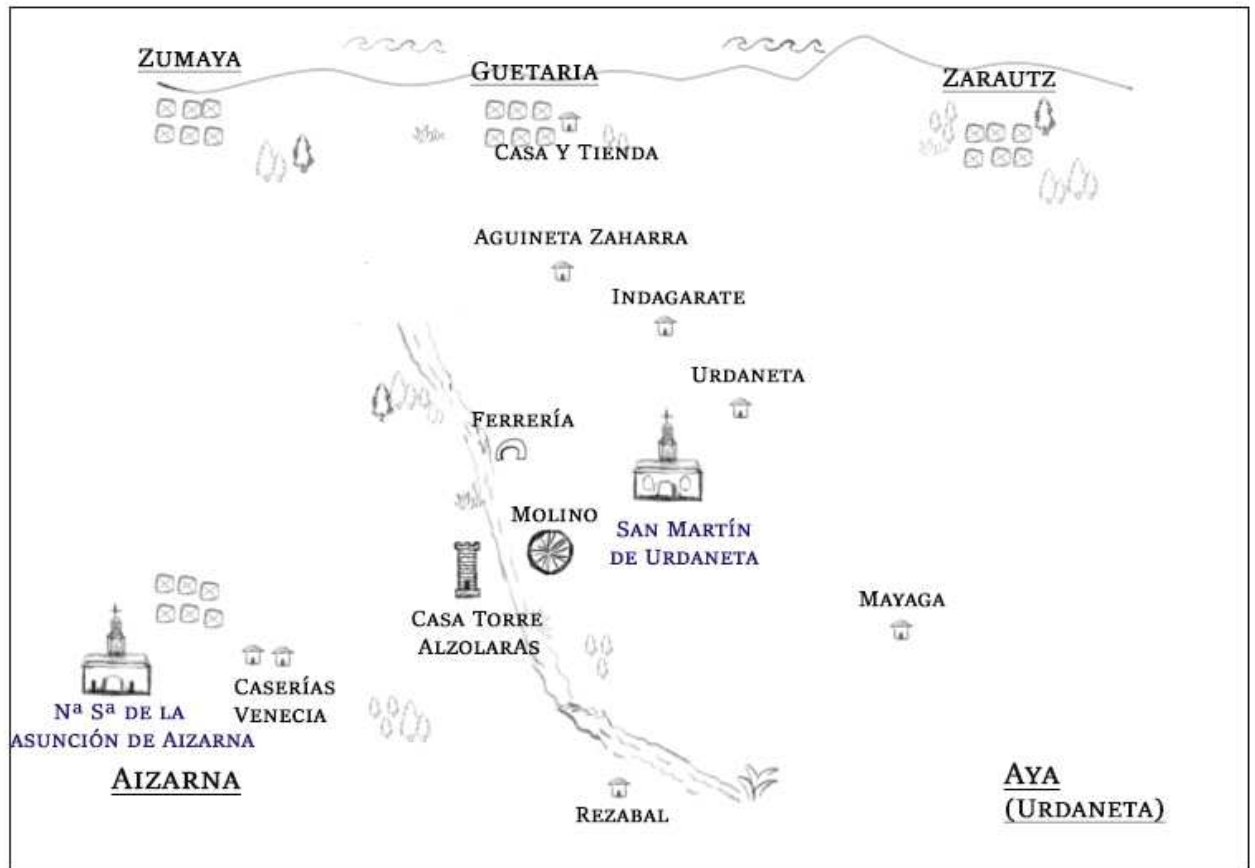 Zumaya
Guetaria
Zarautz
Casa y Tienda
Aguineta Zaharra
Indagarate
Urdaneta
Ferrería
Molino
San Martín
de Urdaneta
Casa Torre
AlzolarAs
Mayaga
Caserías
Venecia
Nª Sª de la
asunción de Aizarna
Aizarna
Rezabal
Aya
(Urdaneta)